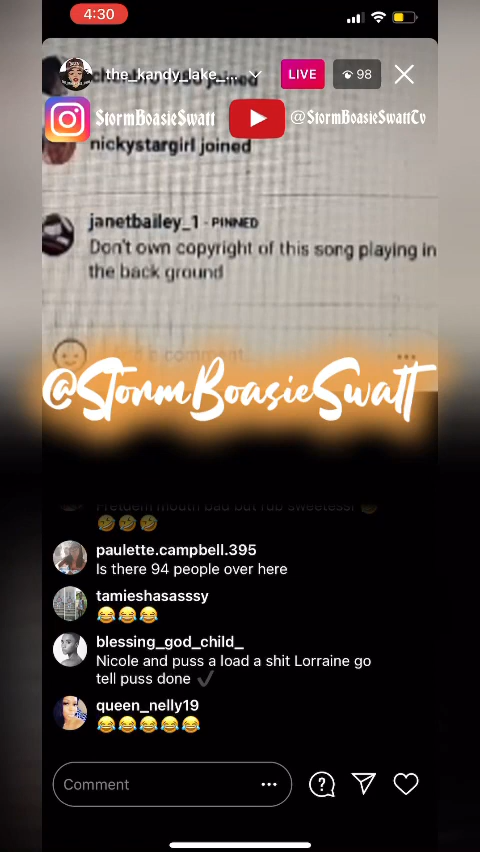 4:30
the_kandy_lake_...
LIVE
98
joined
StormBoasieSwatt
@StormBoasieSwattTv
nickystargirl joined
janetbailey_1 · PINNED
Don't own copyright of this song playing in
the back ground
comment...
@StormBoasieSwatt
😂😂😂
paulette.campbell.395
Is there 94 people over here
tamieshasasssy
😂😂😂
blessing_god_child_
Nicole and puss a load a shit Lorraine go
tell puss done ✔
queen_nelly19
😂😂😂😂😂
Comment